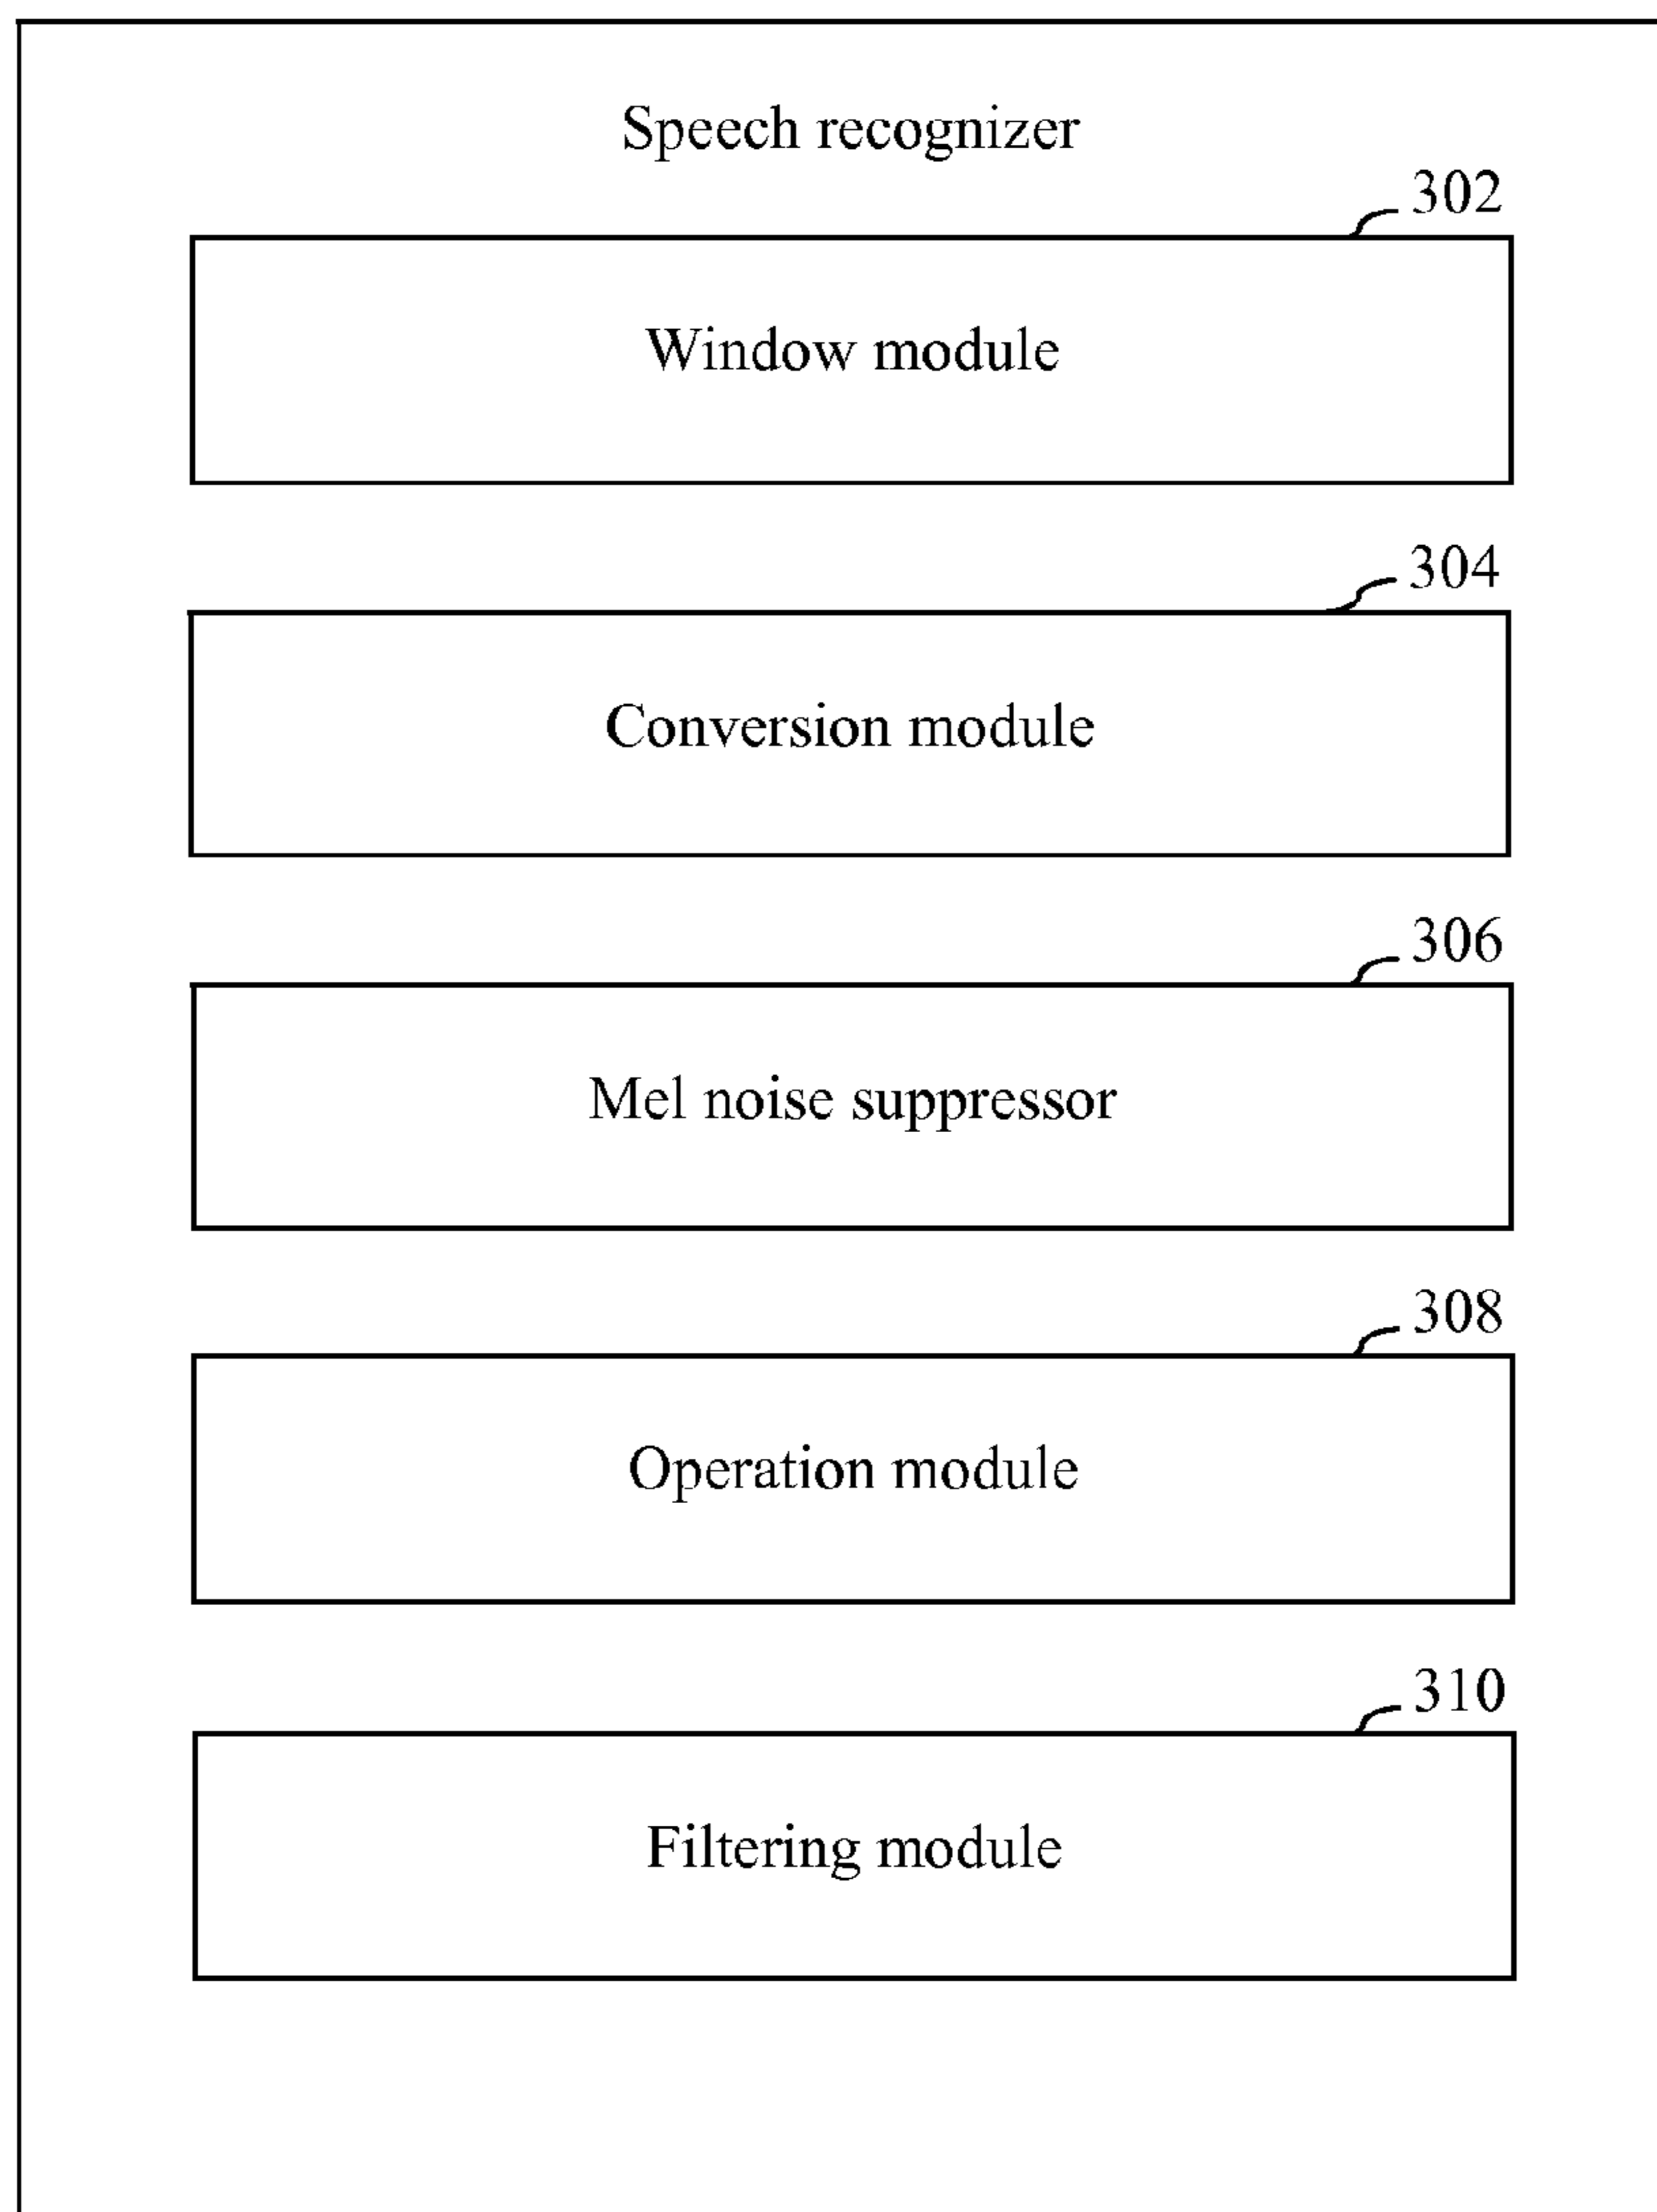 Speech recognizer
302
Window module
304
Conversion module
306
Mel noise suppressor
308
Operation module
310
Filtering module